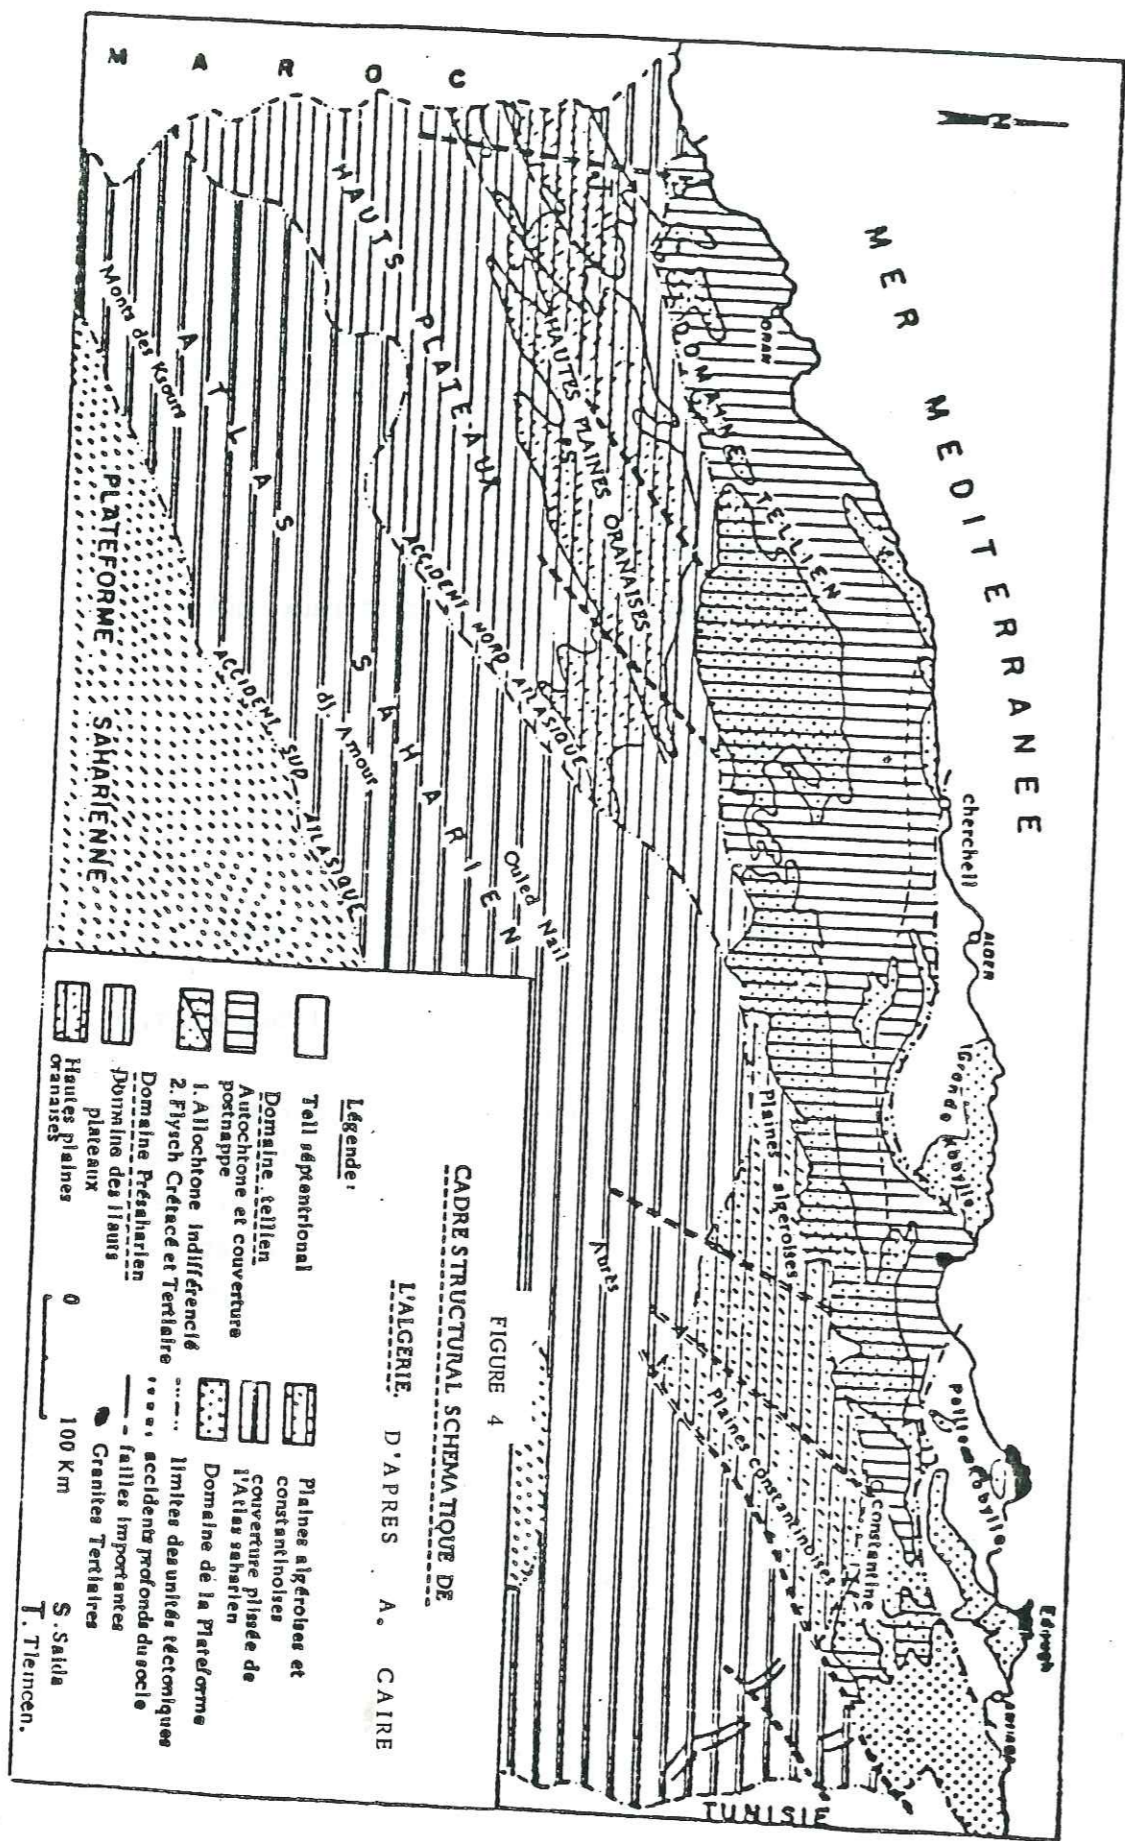 MER MEDITERRANEE
N
MAROC
TUNISIE
ORAN
Cherchell
ALGER
Grande Kabylie
Petite Kabylie
Edough
ANNABA
Constantine
DOMAINE TELLIEN
HAUTES PLAINES ORANAISES
S
T
HAUTS PLATEAUX
Plaines algeroises
Plaines constantinoises
ACCIDENT NORD ATLASIQUE
ATLAS SAHARIEN
Monts des Ksours
dj. Amour
Ouled Nail
Aurès
ACCIDENT SUD ATLASIQUE
PLATEFORME SAHARIENNE
FIGURE 4
CADRE STRUCTURAL SCHEMATIQUE DE
L'ALGERIE. D'APRES . A. CAIRE
Légende:
Tell séptentrional
Domaine tellien
Autochtone et couverture
postnappe
1. Allochtone indifférencié
2. Flysch Crétacé et Tertiaire
Domaine Présaharien
Domaine des Hauts
plateaux
Hautes plaines
oranaises
Plaines algéroises et
constantinoises
couverture plissée de
l'Atlas saharien
Domaine de la Plateforme
limites des unités téctoniques
accidents profonds du socle
failles importantes
Granites Tertiaires
0 100 Km
S. Saida
T. Tlemcen.